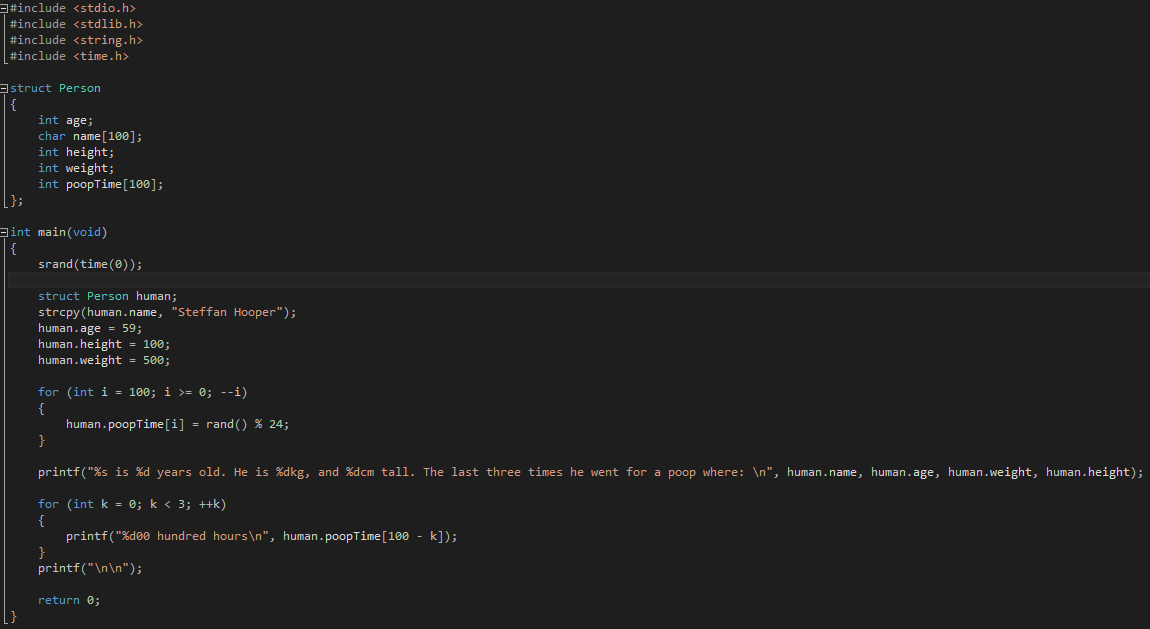 #include <stdio.h>
#include <stdlib.h>
#include <string.h>
#include <time.h>
struct Person
{
    int age;
    char name[100];
    int height;
    int weight;
    int poopTime[100];
};
int main(void)
{
    srand(time(0));
    struct Person human;
    strcpy(human.name, "Steffan Hooper");
    human.age = 59;
    human.height = 100;
    human.weight = 500;
    for (int i = 100; i >= 0; --i)
    {
        human.poopTime[i] = rand() % 24;
    }
    printf("%s is %d years old. He is %dkg, and %dcm tall. The last three times he went for a poop where: \n", human.name, human.age, human.weight, human.height);
    for (int k = 0; k < 3; ++k)
    {
        printf("%d00 hundred hours\n", human.poopTime[100 - k]);
    }
    printf("\n\n");
    return 0;
}